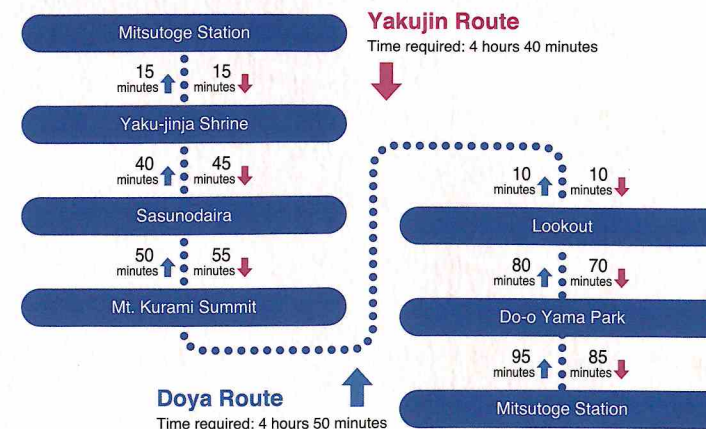 Yakujin Route
Time required: 4 hours 40 minutes
Mitsutoge Station
15 minutes
15 minutes
Yaku-jinja Shrine
40 minutes
45 minutes
Sasunodaira
50 minutes
55 minutes
Mt. Kurami Summit
10 minutes
10 minutes
Lookout
80 minutes
70 minutes
Do-o Yama Park
95 minutes
85 minutes
Mitsutoge Station
Doya Route
Time required: 4 hours 50 minutes